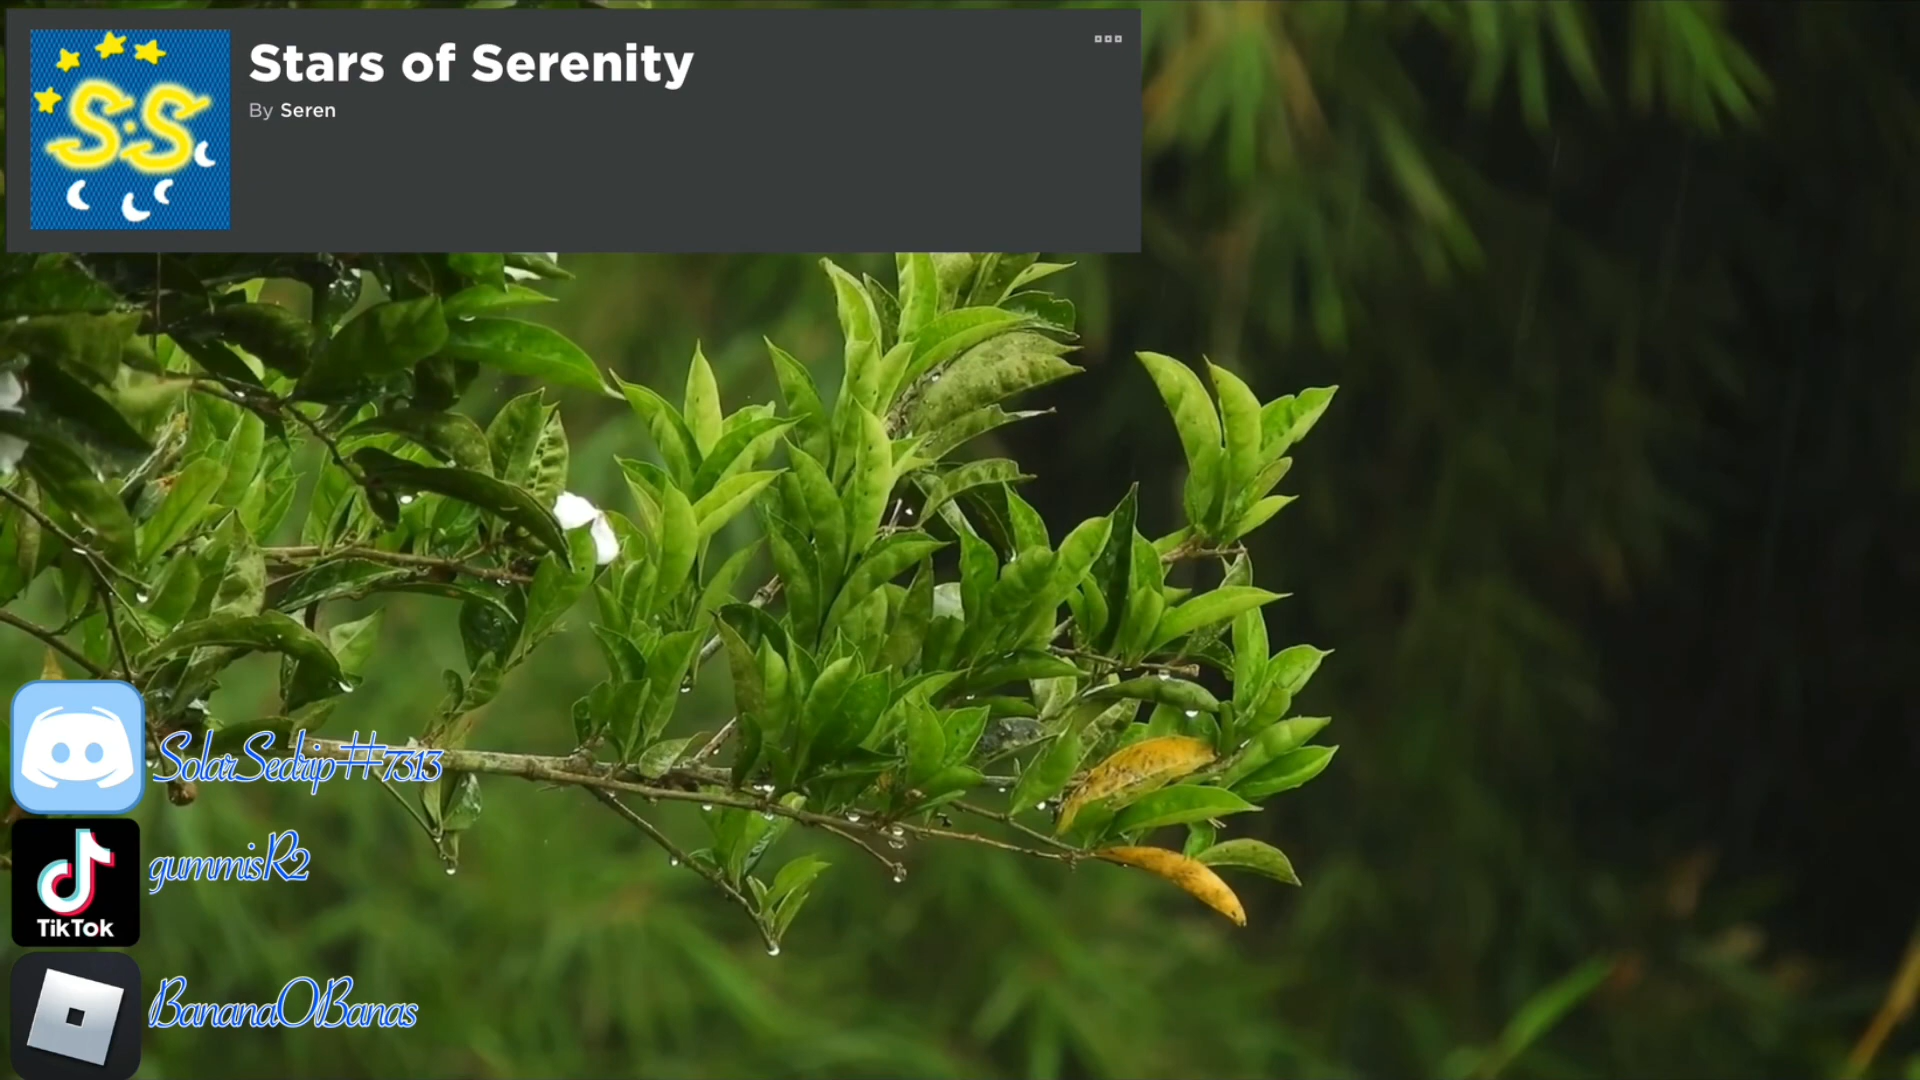 Stars of Serenity
By Seren
S.S
SolarSedrip#7313
gummisR2
TikTok
BananaOBanas